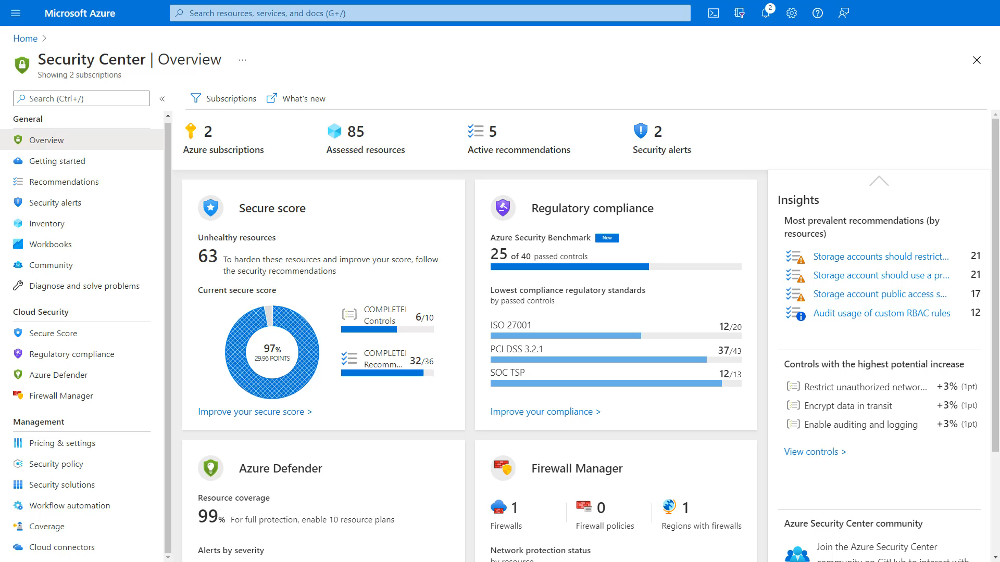 Microsoft Azure
Search resources, services, and docs (G+/)
2
Home
Security Center | Overview
...
Showing 2 subscriptions
Search (Ctrl+/)
«
General
Overview
Getting started
Recommendations
Security alerts
Inventory
Workbooks
Community
Diagnose and solve problems
Cloud Security
Secure Score
Regulatory compliance
Azure Defender
Firewall Manager
Management
Pricing & settings
Security policy
Security solutions
Workflow automation
Coverage
Cloud connectors
Subscriptions
What's new
2
Azure subscriptions
85
Assessed resources
5
Active recommendations
2
Security alerts
Secure score
Unhealthy resources
63 To harden these resources and improve your score, follow
the security recommendations
Current secure score
97%
29.96 POINTS
COMPLETE
Controls
6/10
COMPLETE
Recomm...
32/36
Improve your secure score >
Regulatory compliance
Azure Security Benchmark New
25 of 40 passed controls
Lowest compliance regulatory standards
by passed controls
ISO 27001 12/20
PCI DSS 3.2.1 37/43
SOC TSP 12/13
Improve your compliance >
Azure Defender
Resource coverage
99% For full protection, enable 10 resource plans
Alerts by severity
Firewall Manager
1
Firewalls
0
Firewall policies
1
Regions with firewalls
Network protection status
by resource
Insights
Most prevalent recommendations (by
resources)
Storage accounts should restrict... 21
Storage account should use a pr... 21
Storage account public access s... 17
Audit usage of custom RBAC rules 12
Controls with the highest potential increase
Restrict unauthorized networ... +3% (1pt)
Encrypt data in transit +3% (1pt)
Enable auditing and logging +3% (1pt)
View controls >
Azure Security Center community
Join the Azure Security Center
community on GitHub to interact with